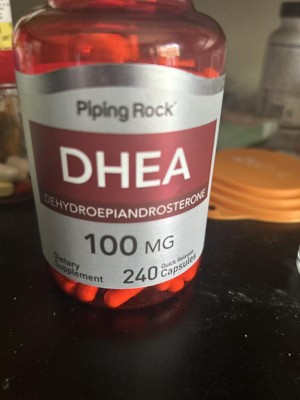 Piping Rock
DHEA
DEHYDROEPIANDROSTERONE
100 MG
Dietary
Supplement
240 Quick Release
Capsules